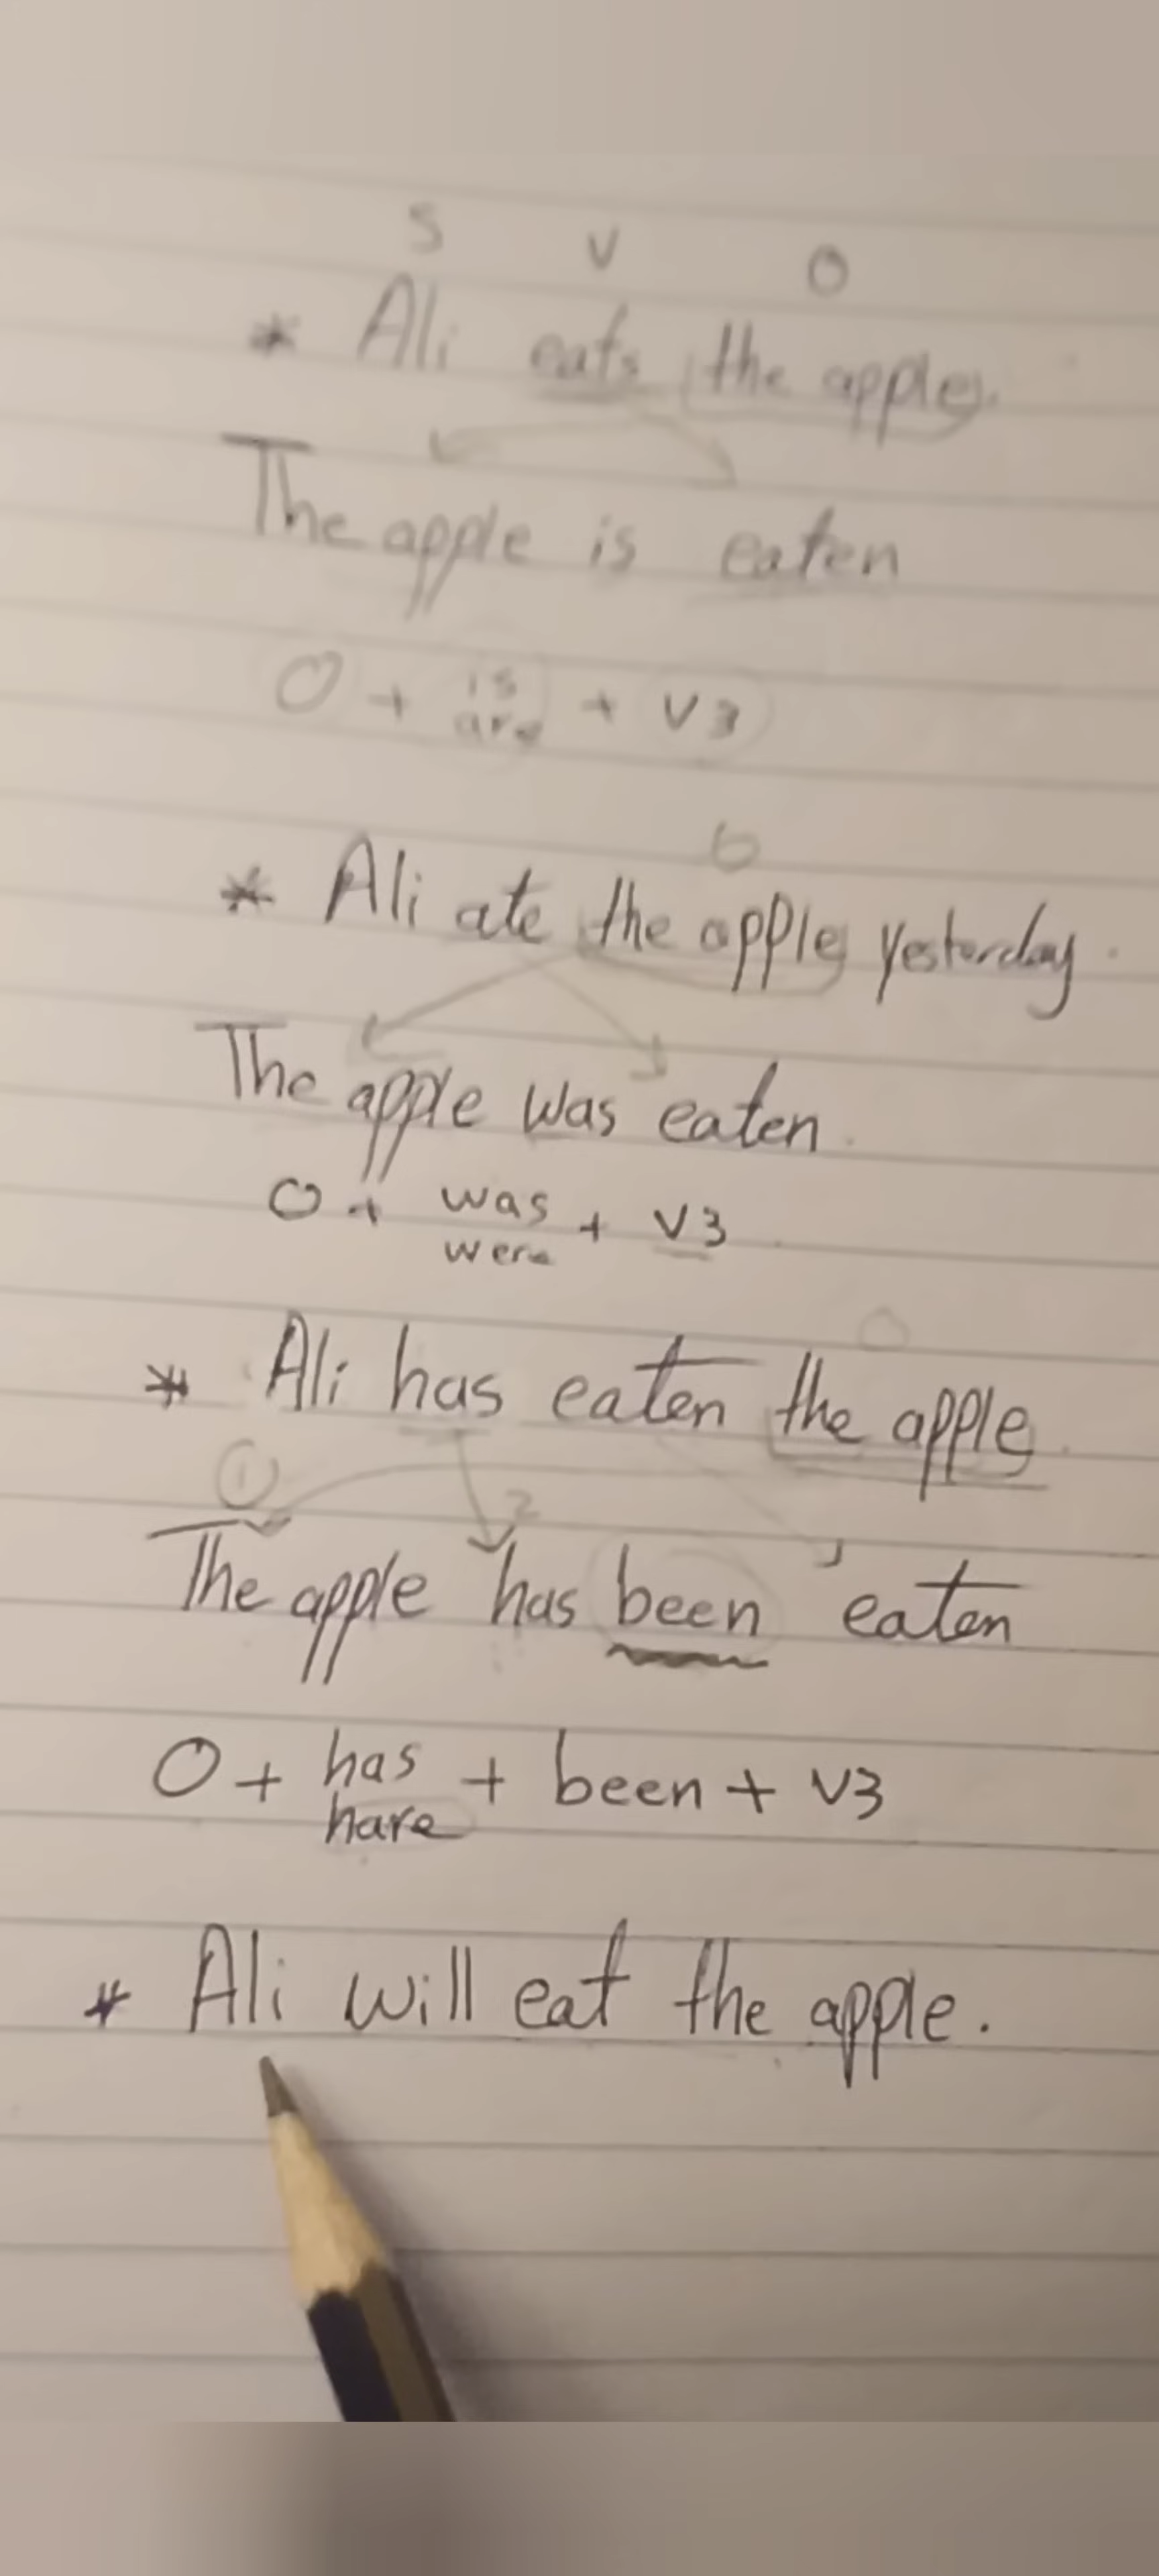 S V O
* Ali eats the apple.
The apple is eaten
O + is + V3
are
O
* Ali ate the apple yesterday.
The apple was eaten.
O + was + V3
were
O
* Ali has eaten the apple.
1 2
The apple has been eaten
O + has + been + V3
have
* Ali will eat the apple.